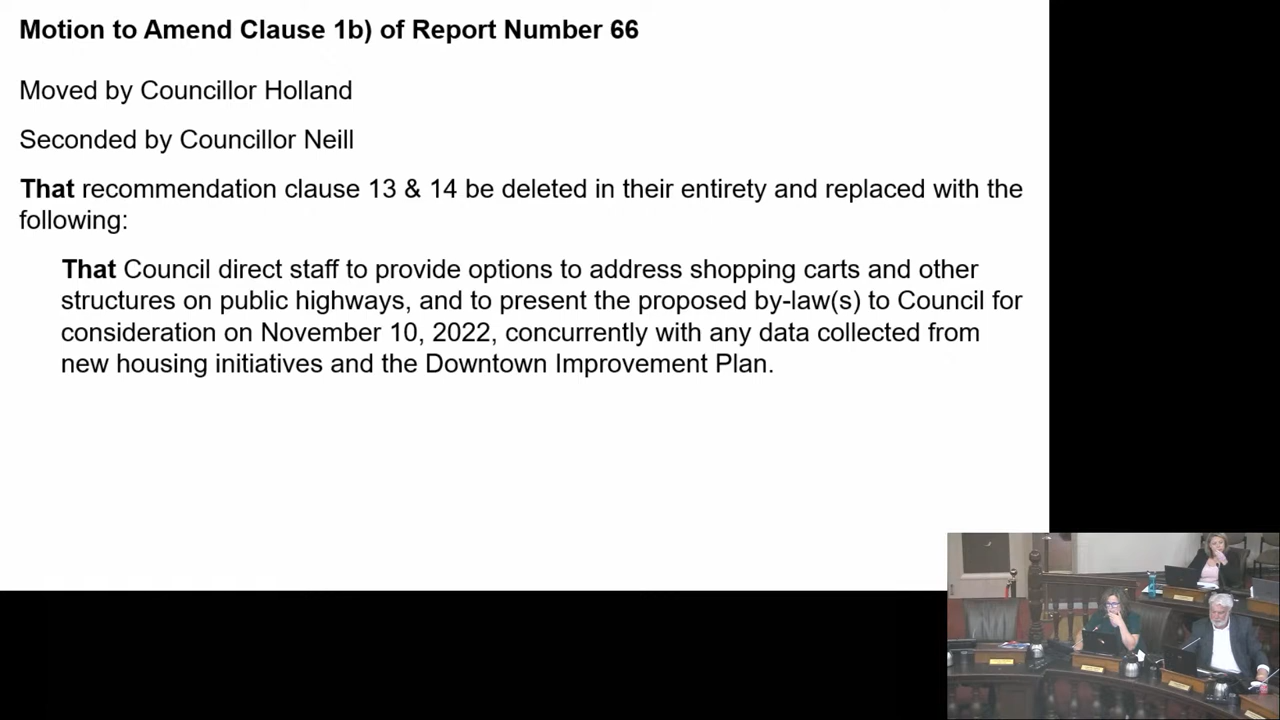 Motion to Amend Clause 1b) of Report Number 66
Moved by Councillor Holland
Seconded by Councillor Neill
That recommendation clause 13 & 14 be deleted in their entirety and replaced with the
following:
That Council direct staff to provide options to address shopping carts and other
structures on public highways, and to present the proposed by-law(s) to Council for
consideration on November 10, 2022, concurrently with any data collected from
new housing initiatives and the Downtown Improvement Plan.